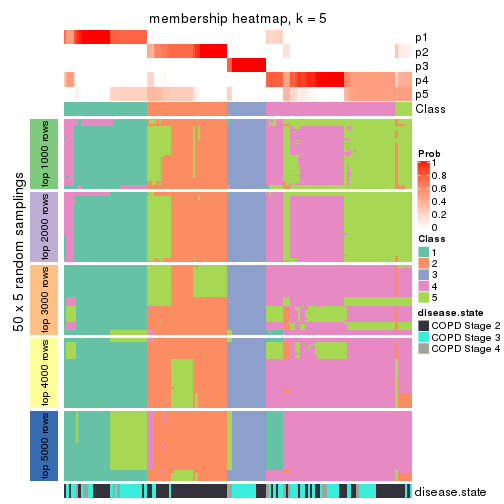 membership heatmap, k = 5
p1
p2
p3
p4
p5
Class
50 x 5 random samplings
top 1000 rows
top 2000 rows
top 3000 rows
top 4000 rows
top 5000 rows
disease.state
Prob
1
0.8
0.6
0.4
0.2
0
Class
1
2
3
4
5
disease.state
COPD Stage 2
COPD Stage 3
COPD Stage 4